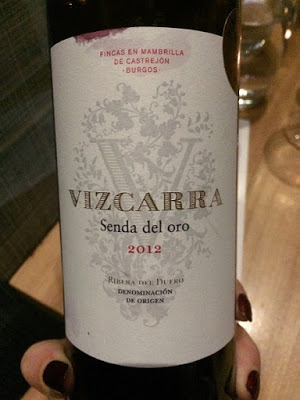 FINCAS EN MAMBRILLA
DE CASTREJÓN
· BURGOS ·
VIZCARRA
Senda del oro
2012
RIBERA DEL DUERO
DENOMINACIÓN
DE ORIGEN